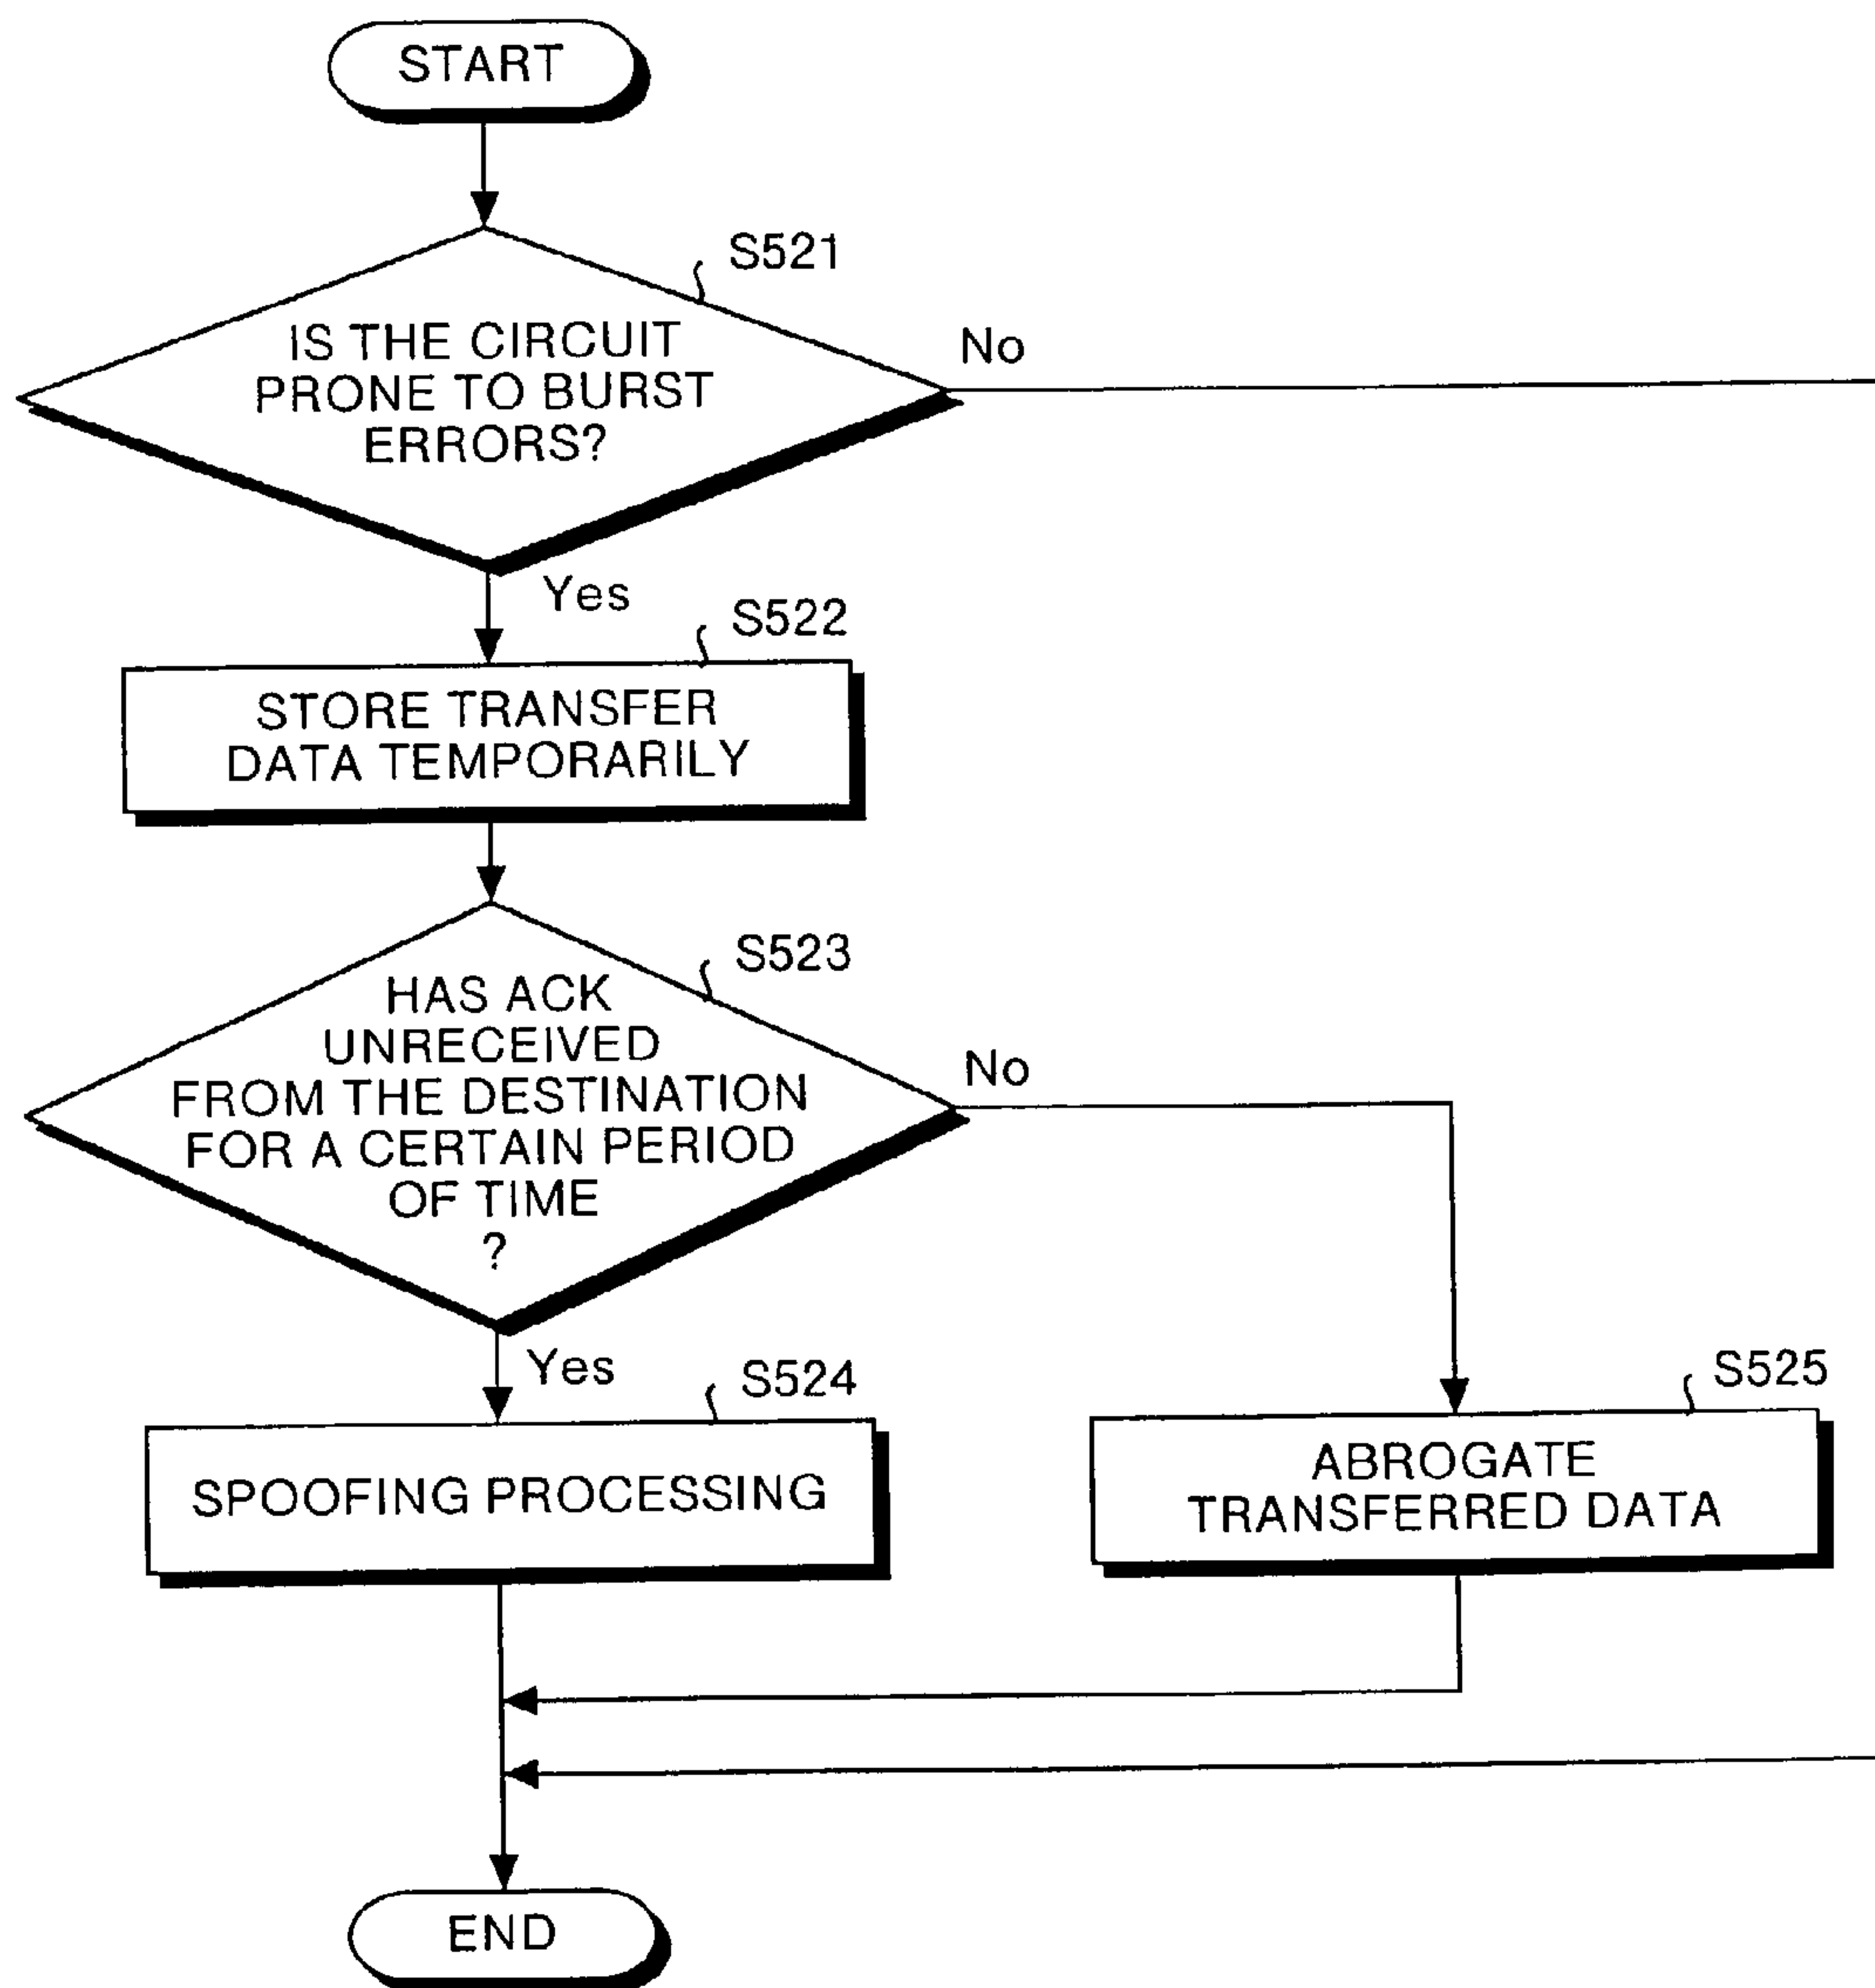 START
S521
IS THE CIRCUIT
PRONE TO BURST
ERRORS?
No
Yes
S522
STORE TRANSFER
DATA TEMPORARILY
S523
HAS ACK
UNRECEIVED
FROM THE DESTINATION
FOR A CERTAIN PERIOD
OF TIME
?
No
Yes
S524
SPOOFING PROCESSING
S525
ABROGATE
TRANSFERRED DATA
END